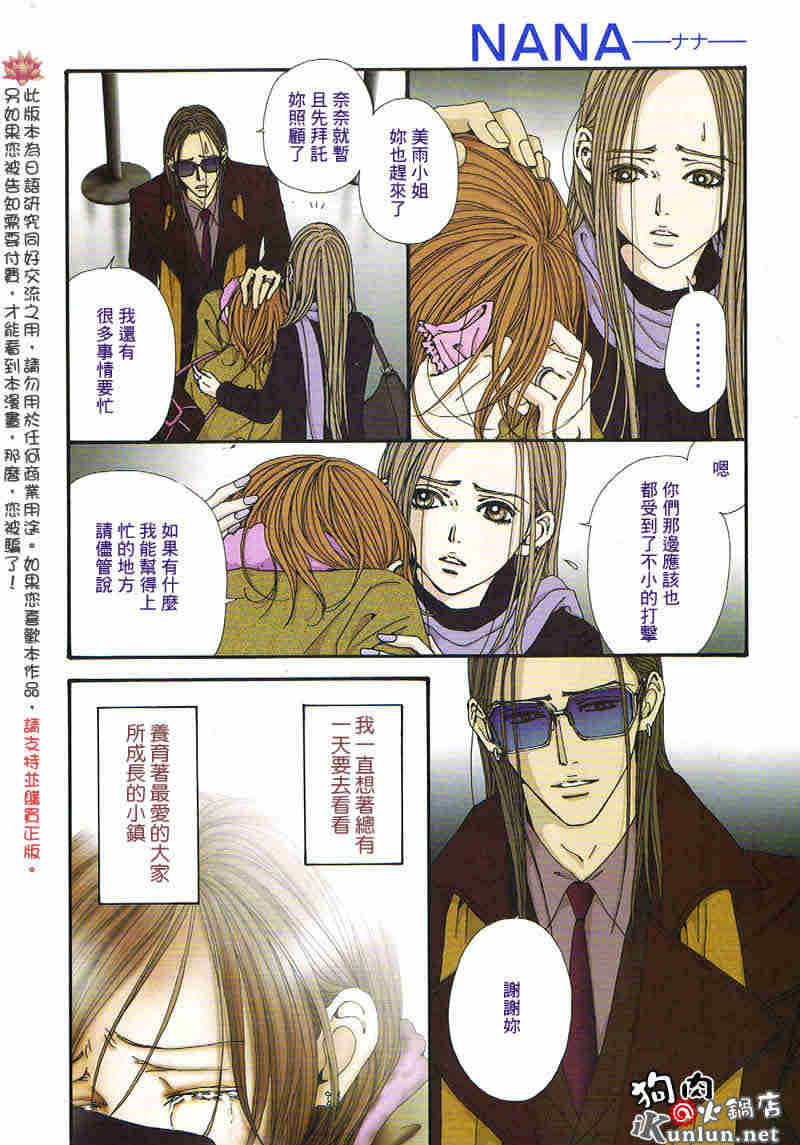 NANA—ナナ—
美雨小姐
妳也趕來了
………
奈奈就暫
且先拜託
妳照顧了
我還有
很多事情要忙
嗯
你們那邊應該也
都受到了不小的打擊
如果有什麼
我能幫得上
忙的地方
請儘管說
謝謝妳
我一直想著總有
一天要去看看
養育著最愛的大家
所成長的小鎮
此版本為日語研究同好交流之用，請勿用於任何商業用途。如果您喜歡本作品，請支持並購買正版。
另如果您被告知需要付費，才能看到本漫畫，那麼，您被騙了！
狗肉
@火鍋店
iKunlun.net